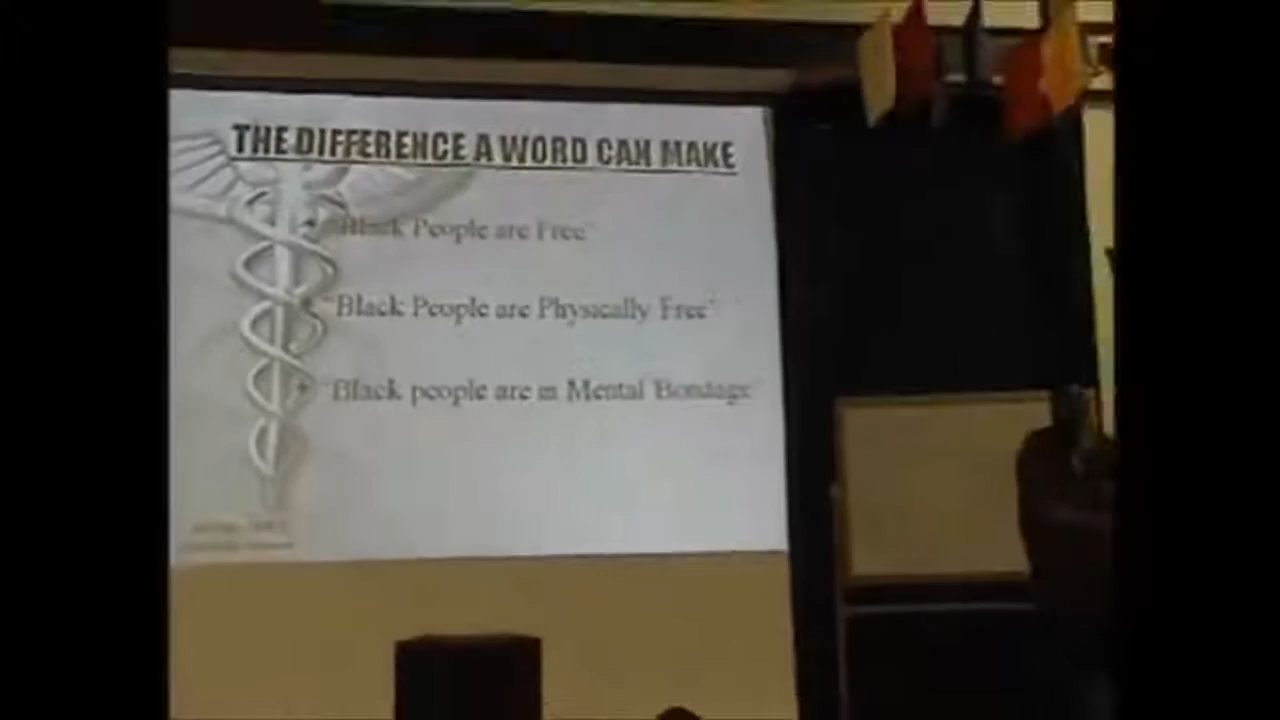 THE DIFFERENCE A WORD CAN MAKE
"Black People are Free"
"Black People are Physically Free"
"Black people are in Mental Bondage"